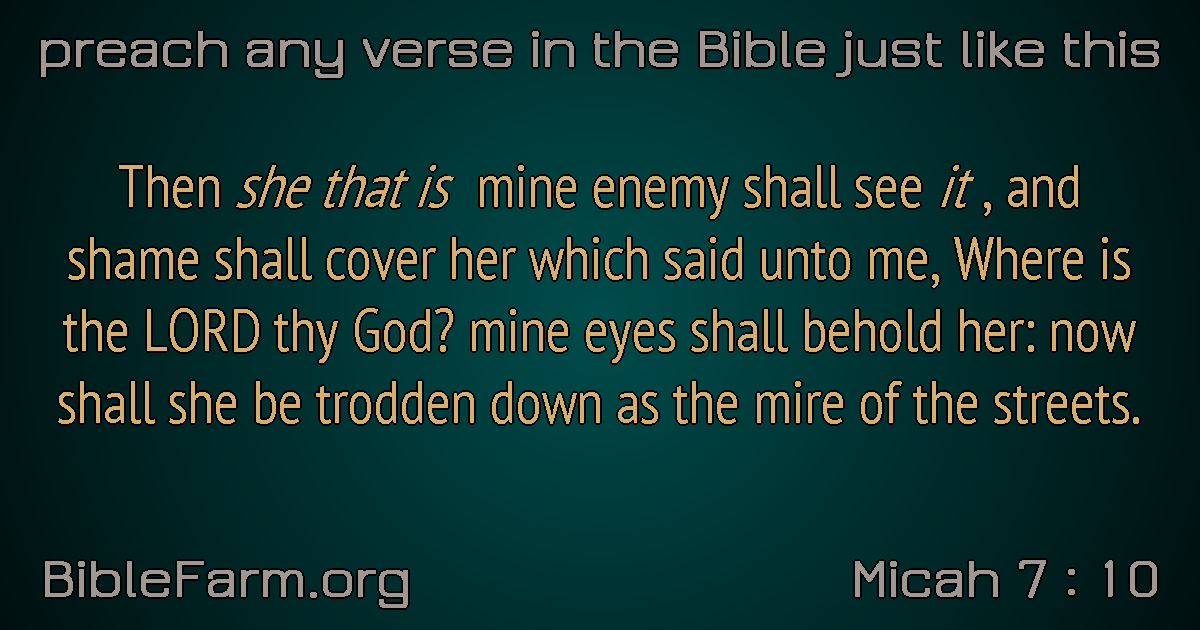 preach any verse in the Bible just like this
Then she that is mine enemy shall see it , and
shame shall cover her which said unto me, Where is
the LORD thy God? mine eyes shall behold her: now
shall she be trodden down as the mire of the streets.
BibleFarm.org
Micah 7 : 10